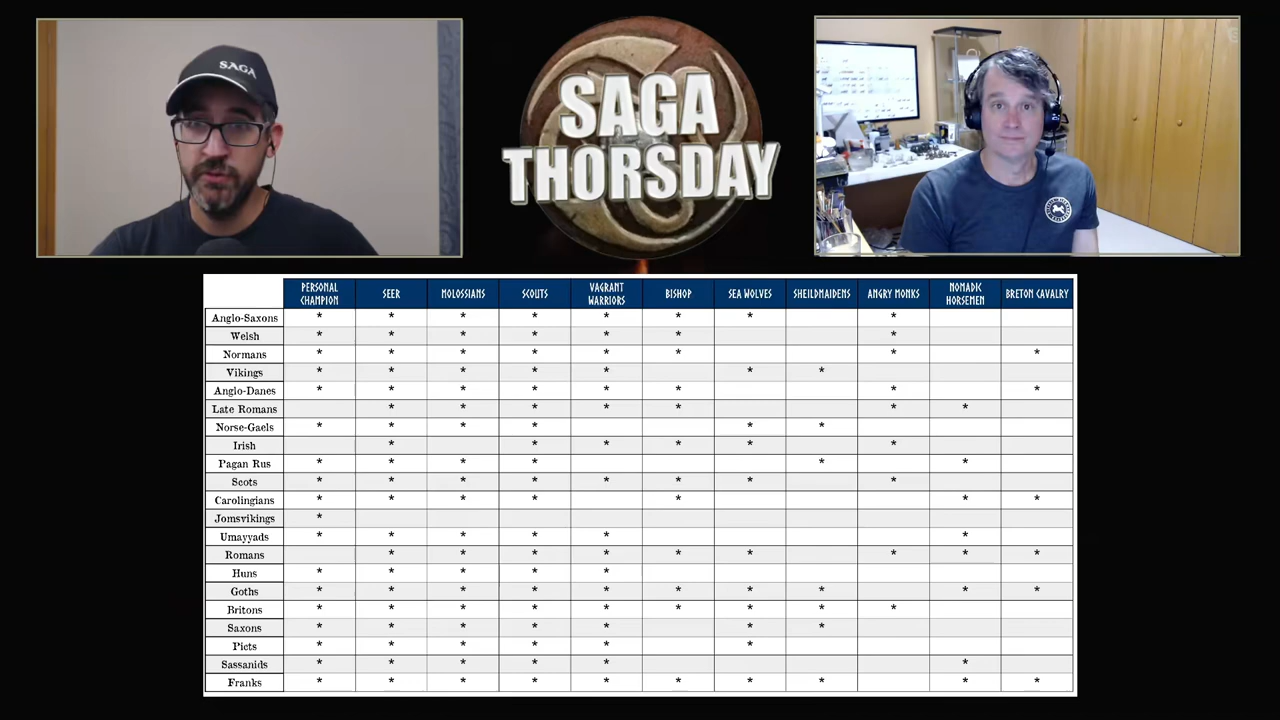 SAGA
SAGA
THORSDAY
PERSONAL CHAMPION SEER MOLOSSIANS SCOUTS VAGRANT WARRIORS BISHOP SEA WOLVES SHEILDMAIDENS ANGRY MONKS NOMADIC HORSEMEN BRETON CAVALRY
Anglo-Saxons * * * * * * * *
Welsh * * * * * * *
Normans * * * * * * * *
Vikings * * * * * * *
Anglo-Danes * * * * * * * *
Late Romans * * * * * * *
Norse-Gaels * * * * * *
Irish * * * * * *
Pagan Rus * * * * * *
Scots * * * * * * * *
Carolingians * * * * * * *
Jomsvikings *
Umayyads * * * * * *
Romans * * * * * * * *
Huns * * * * *
Goths * * * * * * * * * *
Britons * * * * * * * * *
Saxons * * * * * * *
Picts * * * * * *
Sassanids * * * * * *
Franks * * * * * * * * * *